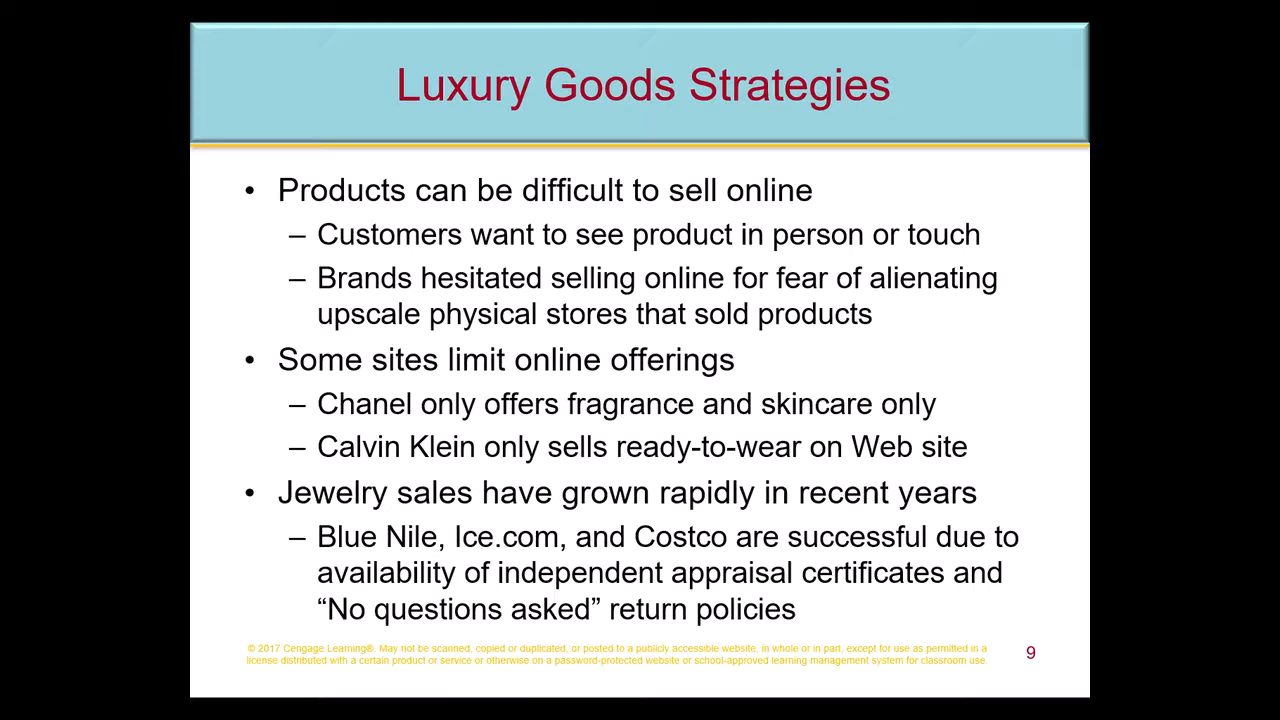 Luxury Goods Strategies
• Products can be difficult to sell online
– Customers want to see product in person or touch
– Brands hesitated selling online for fear of alienating
upscale physical stores that sold products
• Some sites limit online offerings
– Chanel only offers fragrance and skincare only
– Calvin Klein only sells ready-to-wear on Web site
• Jewelry sales have grown rapidly in recent years
– Blue Nile, Ice.com, and Costco are successful due to
availability of independent appraisal certificates and
“No questions asked” return policies
© 2017 Cengage Learning®. May not be scanned, copied or duplicated, or posted to a publicly accessible website, in whole or in part, except for use as permitted in a
license distributed with a certain product or service or otherwise on a password-protected website or school-approved learning management system for classroom use.
9